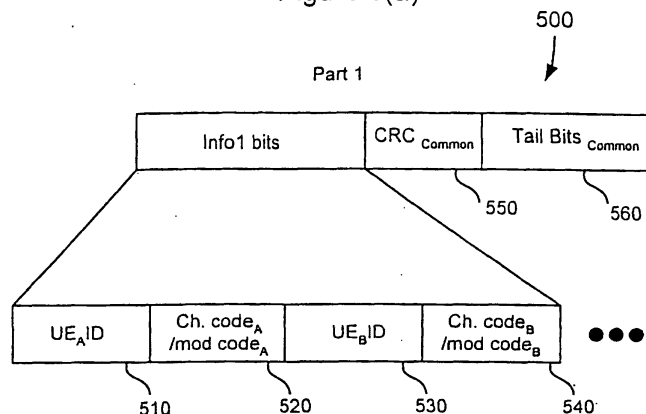 500
Part 1
Info1 bits
CRC Common
Tail Bits Common
550
560
UEAID
Ch. codeA
/mod codeA
UEBID
Ch. codeB
/mod codeB
510
520
530
540